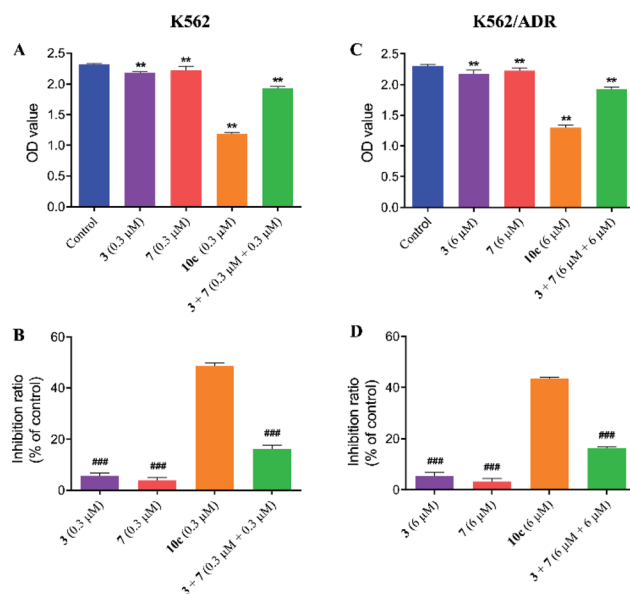 K562
K562/ADR
A
OD value
2.5
2.0
1.5
1.0
0.5
0.0
**
**
**
**
Control
3 (0.3 μM)
7 (0.3 μM)
10c (0.3 μM)
3 + 7 (0.3 μM + 0.3 μM)
C
OD value
2.5
2.0
1.5
1.0
0.5
0.0
**
**
**
**
Control
3 (6 μM)
7 (6 μM)
10c (6 μM)
3 + 7 (6 μM + 6 μM)
B
Inhibition ratio
(% of control)
60
40
20
0
###
###
###
3 (0.3 μM)
7 (0.3 μM)
10c (0.3 μM)
3 + 7 (0.3 μM + 0.3 μM)
D
Inhibition ratio
(% of control)
60
40
20
0
###
###
###
3 (6 μM)
7 (6 μM)
10c (6 μM)
3 + 7 (6 μM + 6 μM)